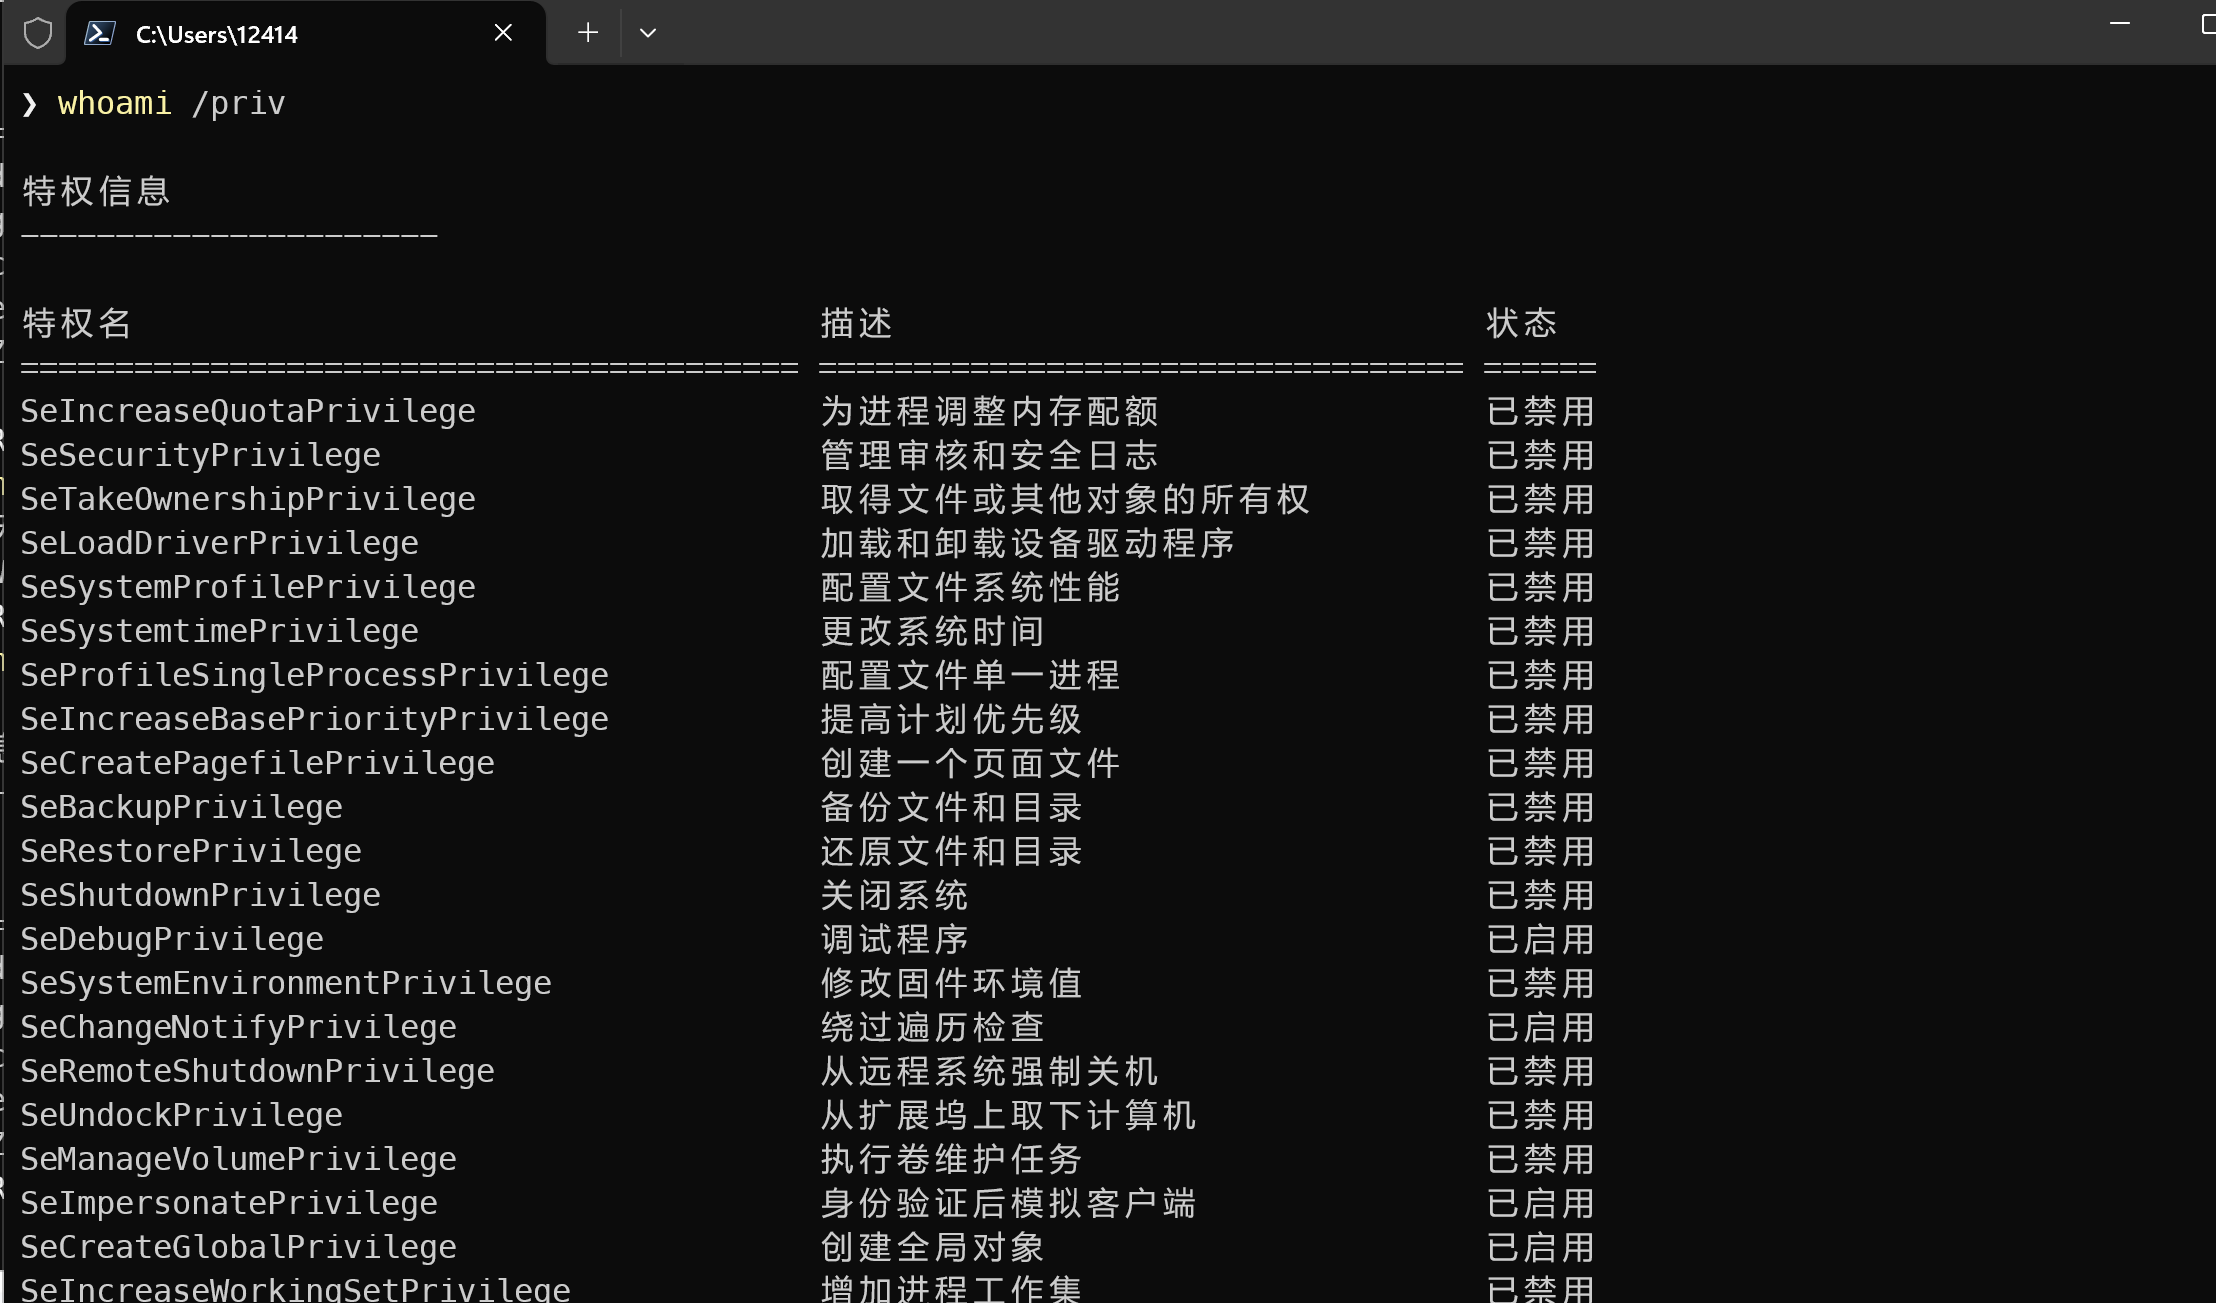 C:\Users\12414
❯ whoami /priv
特权信息
----------------------
特权名 描述 状态
========================================= ================================== ======
SeIncreaseQuotaPrivilege 为进程调整内存配额 已禁用
SeSecurityPrivilege 管理审核和安全日志 已禁用
SeTakeOwnershipPrivilege 取得文件或其他对象的所有权 已禁用
SeLoadDriverPrivilege 加载和卸载设备驱动程序 已禁用
SeSystemProfilePrivilege 配置文件系统性能 已禁用
SeSystemtimePrivilege 更改系统时间 已禁用
SeProfileSingleProcessPrivilege 配置文件单一进程 已禁用
SeIncreaseBasePriorityPrivilege 提高计划优先级 已禁用
SeCreatePagefilePrivilege 创建一个页面文件 已禁用
SeBackupPrivilege 备份文件和目录 已禁用
SeRestorePrivilege 还原文件和目录 已禁用
SeShutdownPrivilege 关闭系统 已禁用
SeDebugPrivilege 调试程序 已启用
SeSystemEnvironmentPrivilege 修改固件环境值 已禁用
SeChangeNotifyPrivilege 绕过遍历检查 已启用
SeRemoteShutdownPrivilege 从远程系统强制关机 已禁用
SeUndockPrivilege 从扩展坞上取下计算机 已禁用
SeManageVolumePrivilege 执行卷维护任务 已禁用
SeImpersonatePrivilege 身份验证后模拟客户端 已启用
SeCreateGlobalPrivilege 创建全局对象 已启用
SeIncreaseWorkingSetPrivilege 增加进程工作集 已禁用